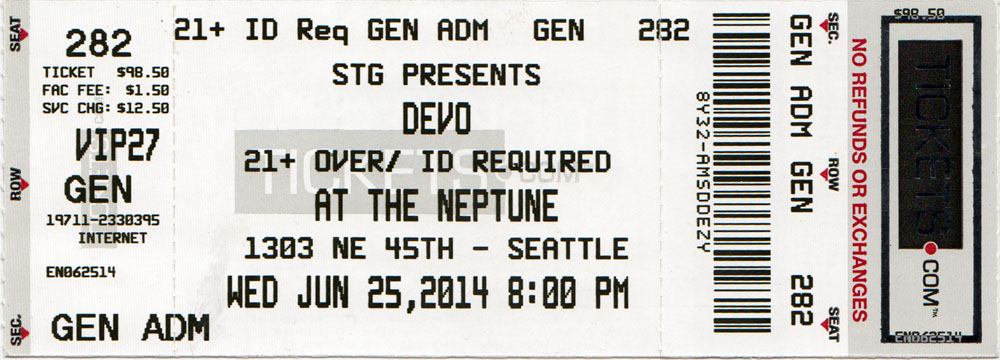 SEAT
282
TICKET $98.50
FAC FEE: $1.50
SVC CHG: $12.50
VIP27
ROW
GEN
19711-2330395
INTERNET
EN062514
SEC.
GEN ADM
21+ ID Req GEN ADM GEN 282
STG PRESENTS
DEVO
21+ OVER/ ID REQUIRED
TICKETS.COM
AT THE NEPTUNE
1303 NE 45TH - SEATTLE
WED JUN 25,2014 8:00 PM
8Y32-AMSDDEZY
GEN ADM GEN 282
SEC.
ROW
SEAT
NO REFUNDS OR EXCHANGES
$98.50
TICKETS.COM™
EN062514